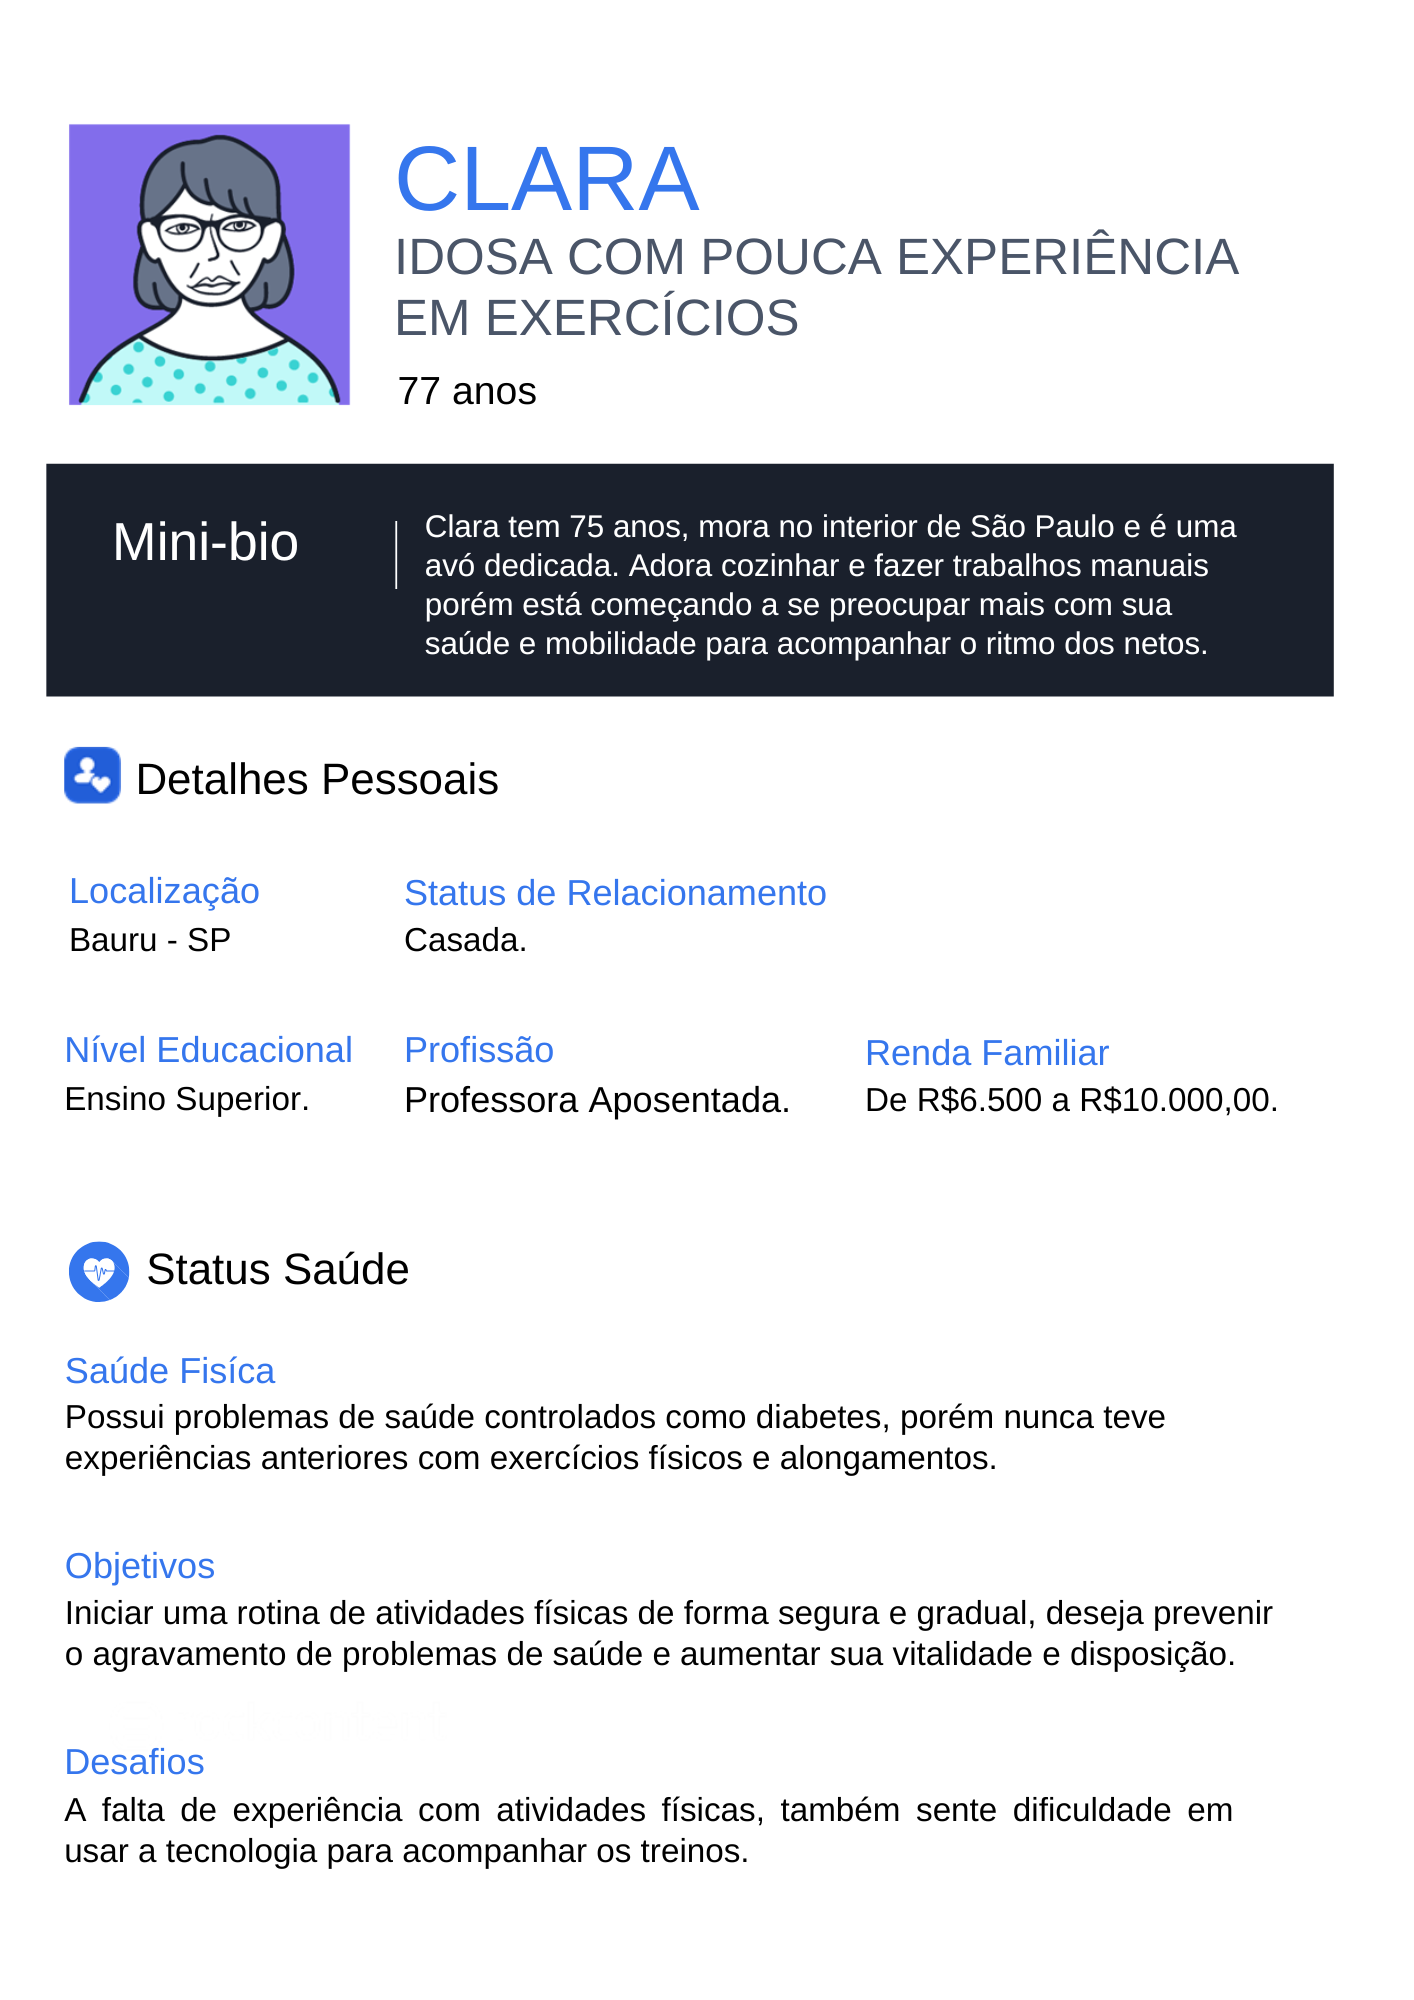 CLARA
IDOSA COM POUCA EXPERIÊNCIA
EM EXERCÍCIOS
77 anos
Mini-bio
Clara tem 75 anos, mora no interior de São Paulo e é uma
avó dedicada. Adora cozinhar e fazer trabalhos manuais
porém está começando a se preocupar mais com sua
saúde e mobilidade para acompanhar o ritmo dos netos.
Detalhes Pessoais
Localização
Bauru - SP
Status de Relacionamento
Casada.
Nível Educacional
Ensino Superior.
Profissão
Professora Aposentada.
Renda Familiar
De R$6.500 a R$10.000,00.
Status Saúde
Saúde Fisíca
Possui problemas de saúde controlados como diabetes, porém nunca teve
experiências anteriores com exercícios físicos e alongamentos.
Objetivos
Iniciar uma rotina de atividades físicas de forma segura e gradual, deseja prevenir
o agravamento de problemas de saúde e aumentar sua vitalidade e disposição.
Desafios
A falta de experiência com atividades físicas, também sente dificuldade em
usar a tecnologia para acompanhar os treinos.